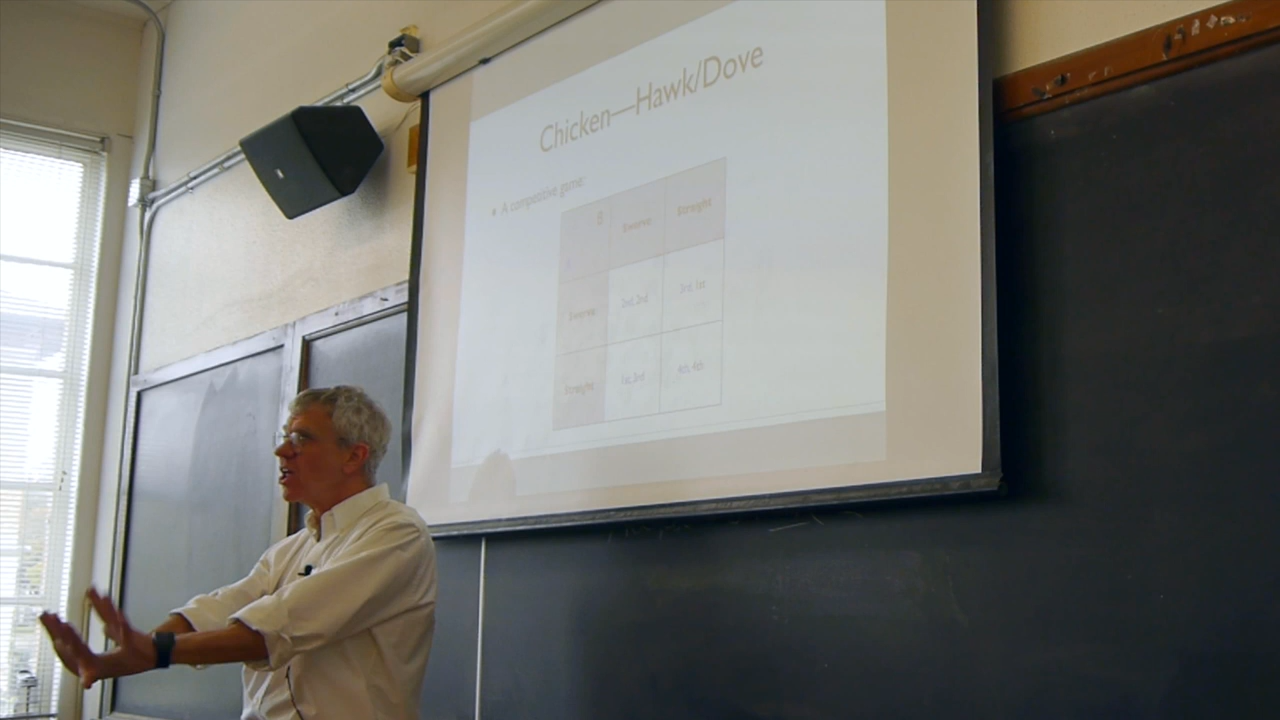 Chicken—Hawk/Dove
• A competitive game:
B Swerve Straight
A
Swerve 2nd, 2nd 3rd, 1st
Straight 1st, 3rd 4th, 4th